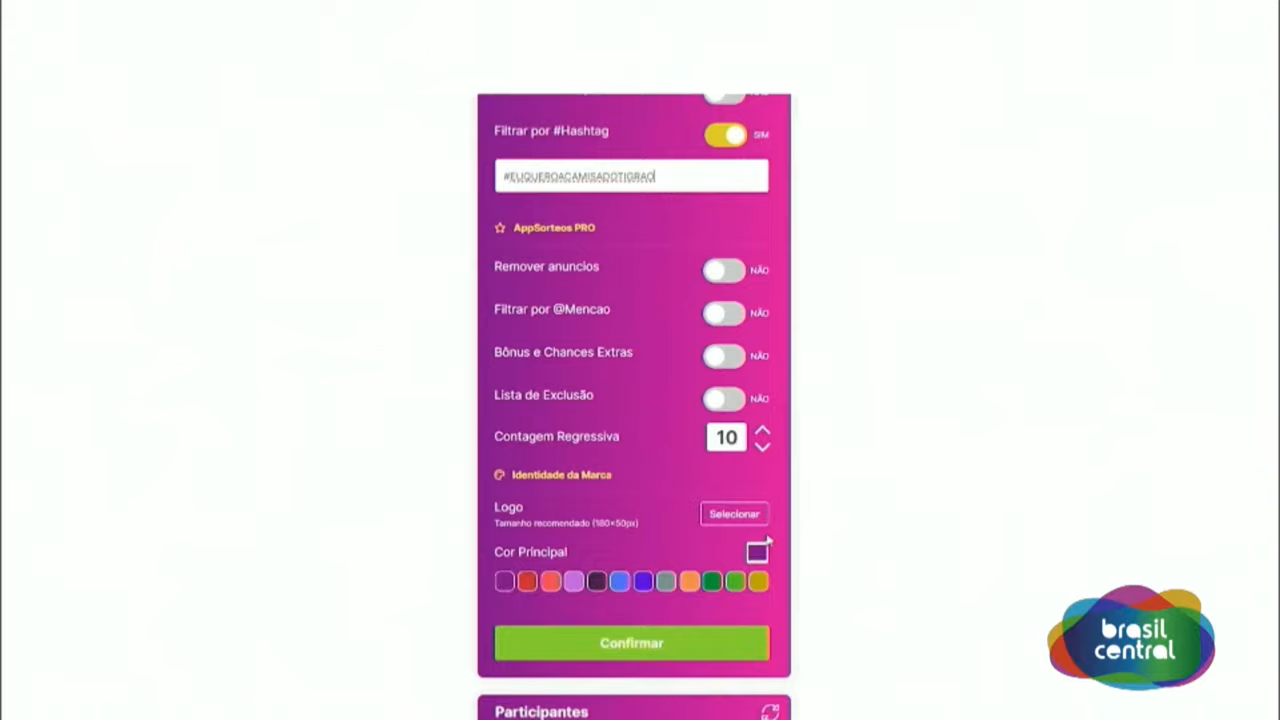 Filtrar por #Hashtag
SIM
#EUQUEROACAMISADOTIGRAO
AppSorteos PRO
Remover anuncios
NÃO
Filtrar por @Mencao
NÃO
Bônus e Chances Extras
NÃO
Lista de Exclusão
NÃO
Contagem Regressiva
10
Identidade da Marca
Logo
Tamanho recomendado (180x50px)
Selecionar
Cor Principal
Confirmar
Participantes
brasil
central